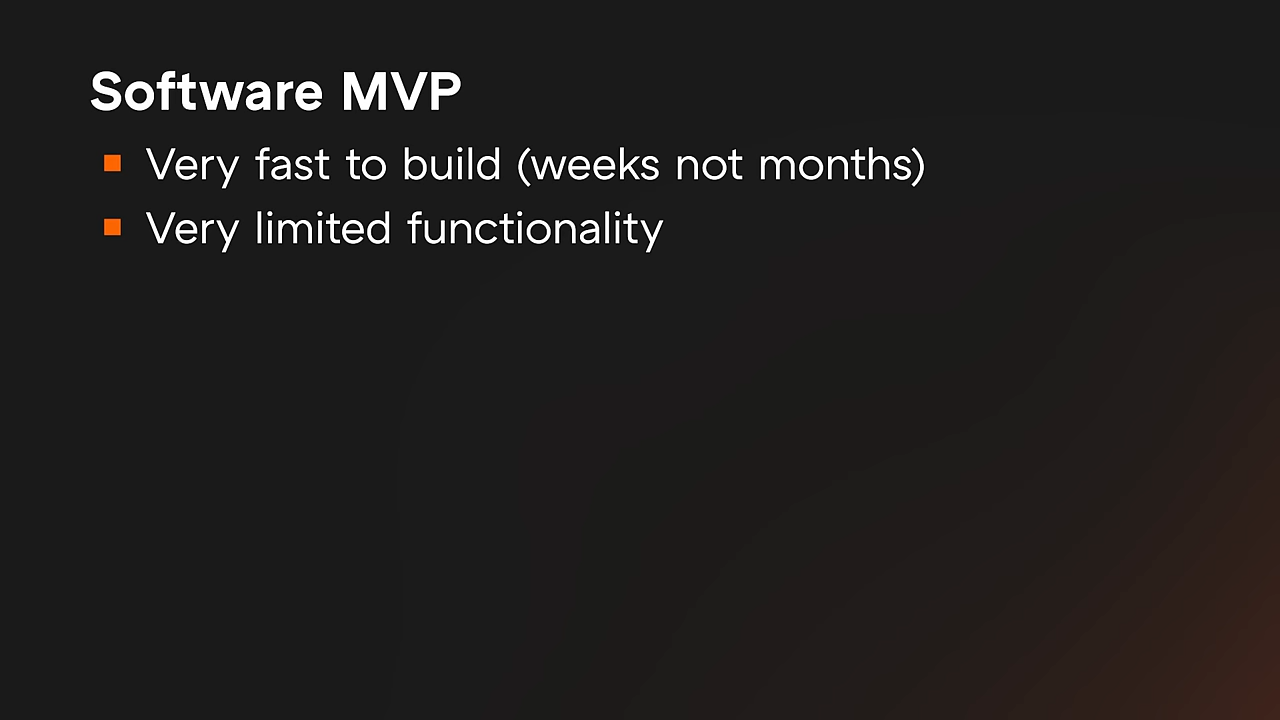 Software MVP
Very fast to build (weeks not months)
Very limited functionality